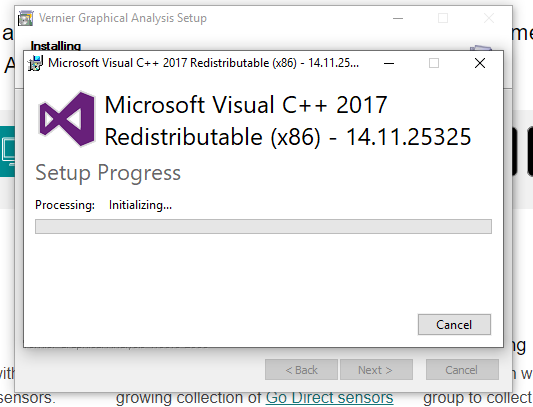 Vernier Graphical Analysis Setup
Installing
Microsoft Visual C++ 2017 Redistributable (x86) - 14.11.25...
Microsoft Visual C++ 2017
Redistributable (x86) - 14.11.25325
Setup Progress
Processing: Initializing...
Cancel
< Back Next > Cancel
sensors. growing collection of Go Direct sensors group to collect